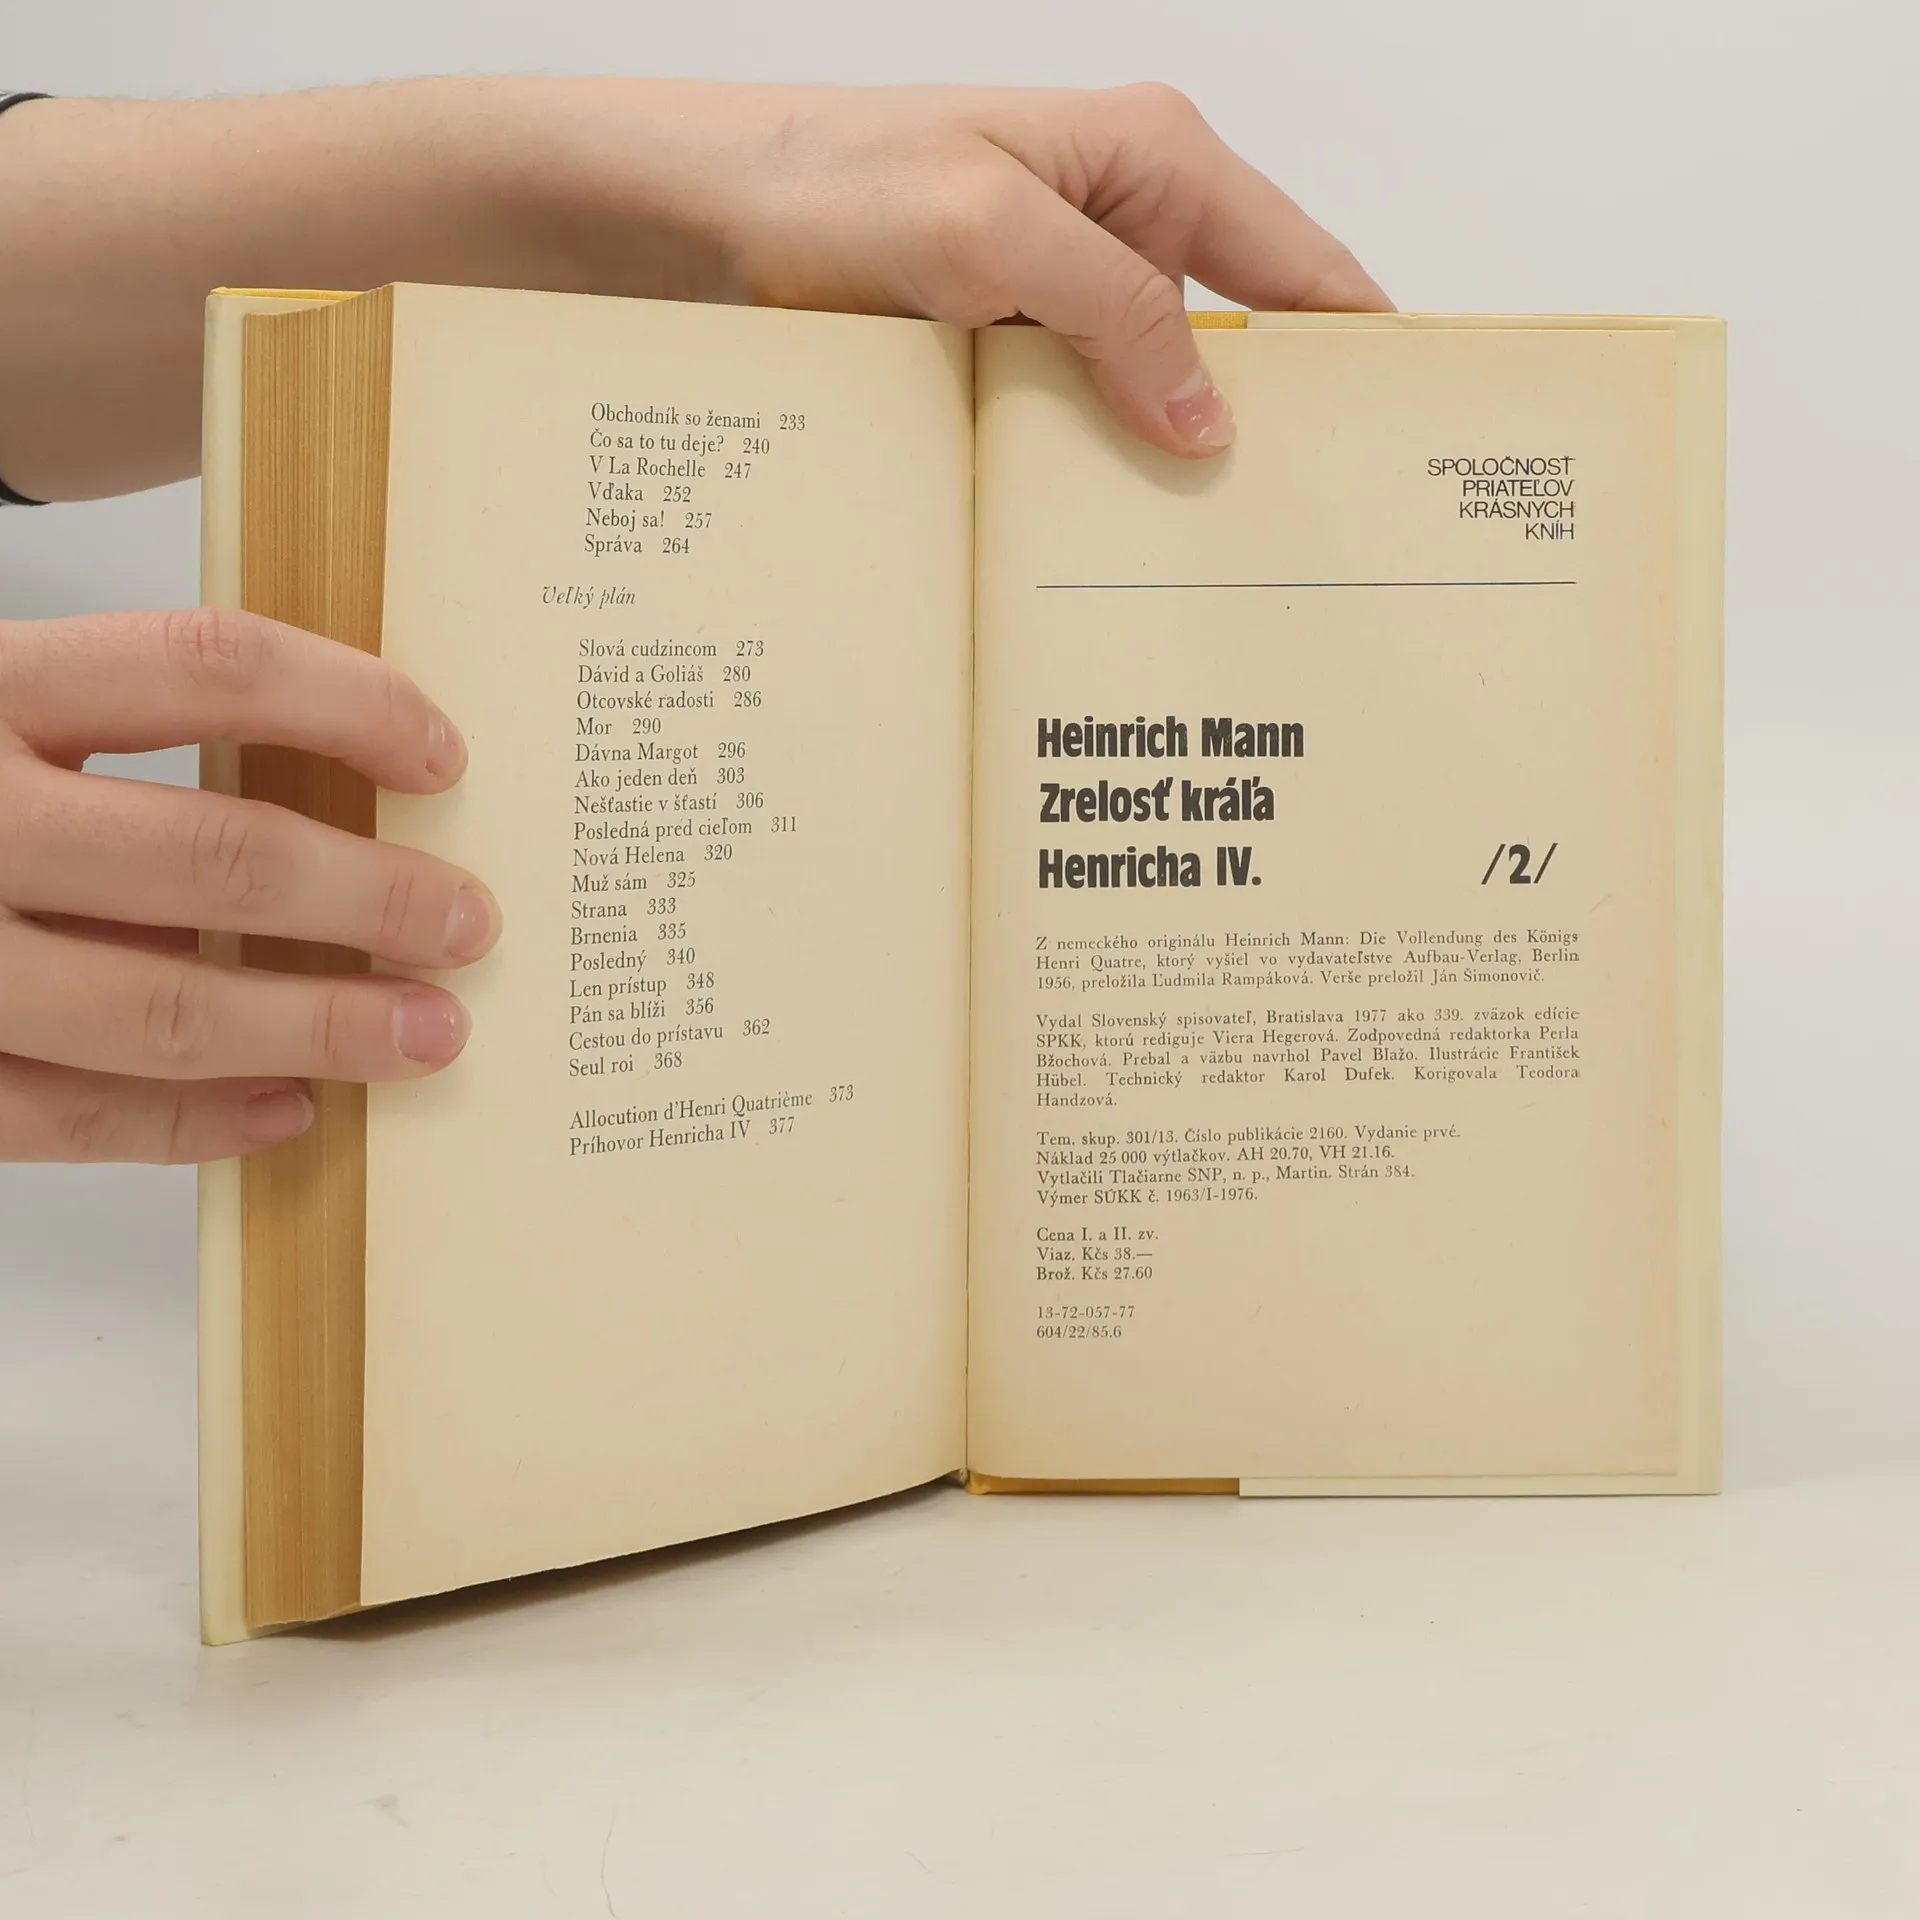 Obchodník so ženami 233
Čo sa to tu deje? 240
V La Rochelle 247
Vďaka 252
Neboj sa! 257
Správa 264
Veľký plán
Slová cudzincom 273
Dávid a Goliáš 280
Otcovské radosti 286
Mor 290
Dávna Margot 296
Ako jeden deň 303
Nešťastie v šťastí 306
Posledná pred cieľom 311
Nová Helena 320
Muž sám 325
Strana 333
Brnenia 335
Posledný 340
Len prístup 348
Pán sa blíži 356
Cestou do prístavu 362
Seul roi 368
Allocution d'Henri Quatrième 373
Príhovor Henricha IV 377
SPOLOČNOSŤ
PRIATEĽOV
KRÁSNYCH
KNÍH
Heinrich Mann
Zrelosť kráľa
Henricha IV. /2/
Z nemeckého originálu Heinrich Mann: Die Vollendung des Königs
Henri Quatre, ktorý vyšiel vo vydavateľstve Aufbau-Verlag, Berlin
1956, preložila Ľudmila Rampáková. Verše preložil Ján Šimonovič.
Vydal Slovenský spisovateľ, Bratislava 1977 ako 339. zväzok edície
SPKK, ktorú rediguje Viera Hegerová. Zodpovedná redaktorka Perla
Bžochová. Prebal a väzbu navrhol Pavel Blažo. Ilustrácie František
Hübel. Technický redaktor Karol Dufek. Korigovala Teodora
Handzová.
Tem. skup. 301/13. Číslo publikácie 2160. Vydanie prvé.
Náklad 25 000 výtlačkov. AH 20.70, VH 21.16.
Vytlačili Tlačiarne SNP, n. p., Martin. Strán 384.
Výmer SÚKK č. 1963/I-1976.
Cena I. a II. zv.
Viaz. Kčs 38.—
Brož. Kčs 27.60
13-72-057-77
604/22/85.6